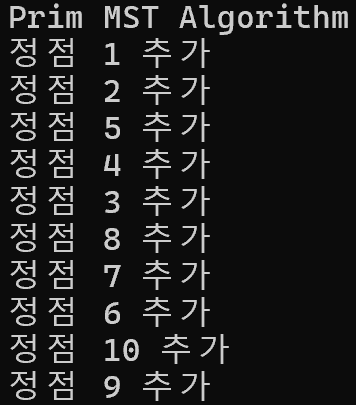 Prim MST Algorithm
정점 1 추가
정점 2 추가
정점 5 추가
정점 4 추가
정점 3 추가
정점 8 추가
정점 7 추가
정점 6 추가
정점 10 추가
정점 9 추가